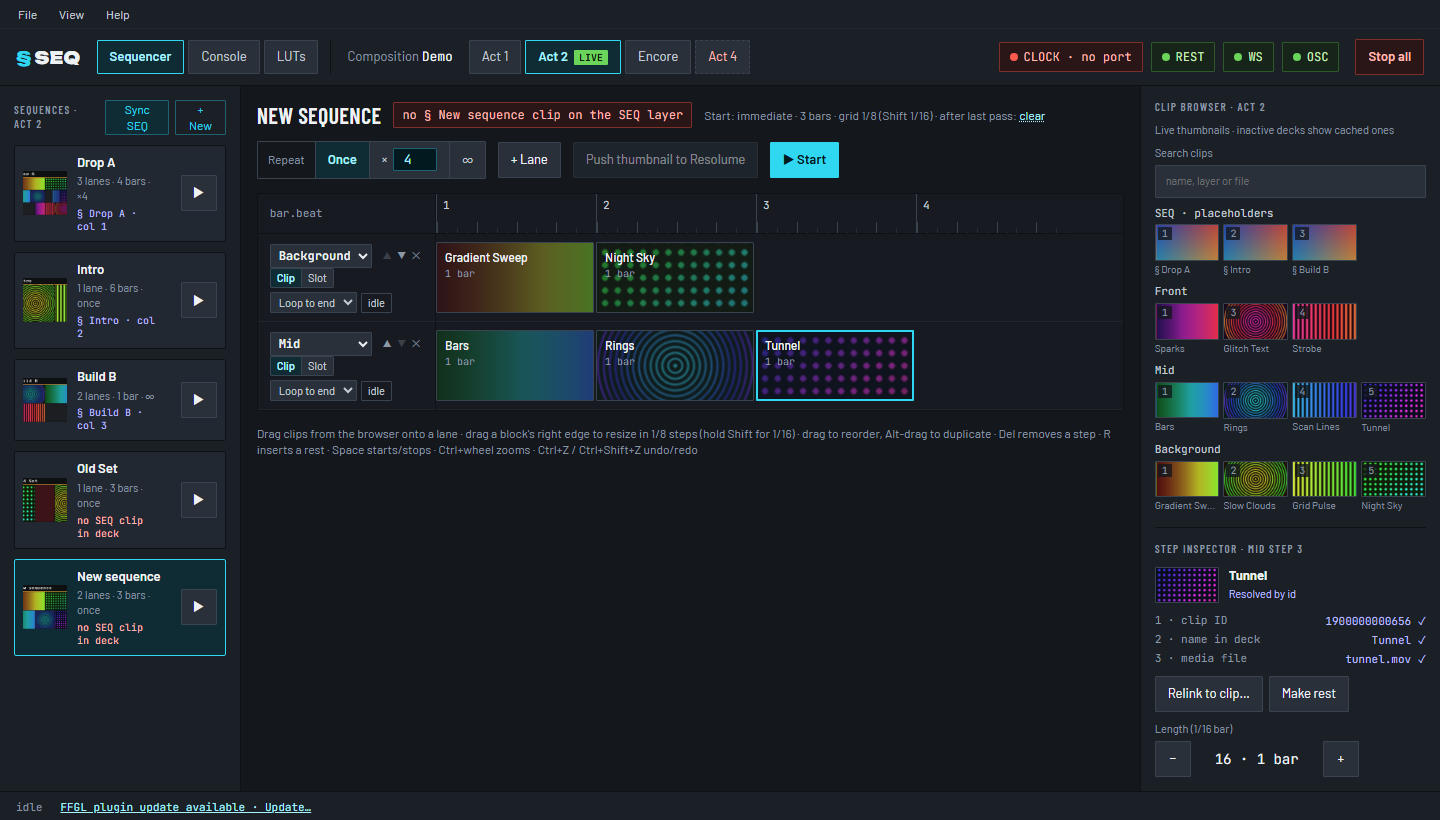 File View Help
§ SEQ Sequencer Console LUTs Composition Demo Act 1 Act 2 LIVE Encore Act 4 CLOCK · no port REST WS OSC Stop all
SEQUENCES · ACT 2
Sync SEQ
+ New
Drop A
3 lanes · 4 bars · ×4
§ Drop A · col 1
Intro
1 lane · 6 bars · once
§ Intro · col 2
Build B
2 lanes · 1 bar · ∞
§ Build B · col 3
Old Set
1 lane · 3 bars · once
no SEQ clip in deck
New sequence
2 lanes · 3 bars · once
no SEQ clip in deck
NEW SEQUENCE no § New sequence clip on the SEQ layer Start: immediate · 3 bars · grid 1/8 (Shift 1/16) · after last pass: clear
Repeat Once × 4 ∞ + Lane Push thumbnail to Resolume ▶ Start
bar.beat 1 2 3 4
Background ▲ ▼ ✕
Clip Slot
Loop to end idle
Gradient Sweep
1 bar
Night Sky
1 bar
Mid ▲ ▼ ✕
Clip Slot
Loop to end idle
Bars
1 bar
Rings
1 bar
Tunnel
1 bar
Drag clips from the browser onto a lane · drag a block's right edge to resize in 1/8 steps (hold Shift for 1/16) · drag to reorder, Alt-drag to duplicate · Del removes a step · R
inserts a rest · Space starts/stops · Ctrl+wheel zooms · Ctrl+Z / Ctrl+Shift+Z undo/redo
CLIP BROWSER · ACT 2
Live thumbnails · inactive decks show cached ones
Search clips
name, layer or file
SEQ · placeholders
1 2 3
§ Drop A § Intro § Build B
Front
1 3 4
Sparks Glitch Text Strobe
Mid
1 2 4 5
Bars Rings Scan Lines Tunnel
Background
1 2 3 5
Gradient Sw… Slow Clouds Grid Pulse Night Sky
STEP INSPECTOR · MID STEP 3
Tunnel
Resolved by id
1 · clip ID 1900000000656 ✓
2 · name in deck Tunnel ✓
3 · media file tunnel.mov ✓
Relink to clip… Make rest
Length (1/16 bar)
− 16 · 1 bar +
idle FFGL plugin update available · Update…